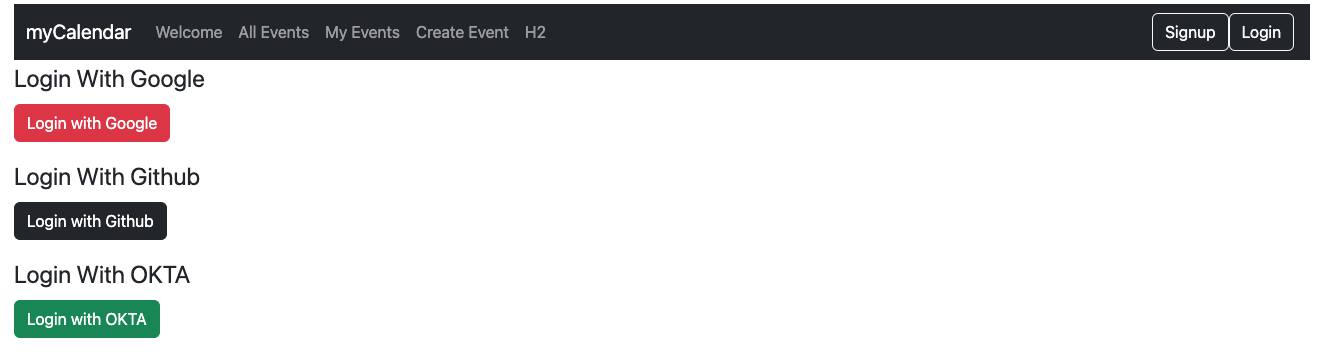 myCalendar Welcome All Events My Events Create Event H2 Signup Login
Login With Google
Login with Google
Login With Github
Login with Github
Login With OKTA
Login with OKTA